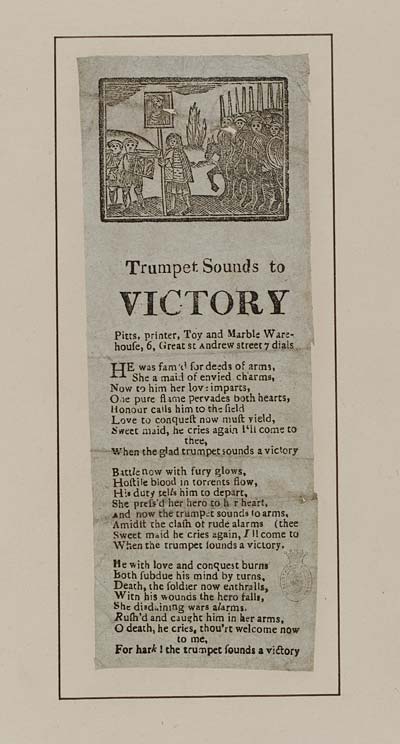 Trumpet Sounds to
VICTORY
Pitts, printer, Toy and Marble Ware-
houſe, 6, Great st Andrew street 7 dials
HE was fam'd for deeds of arms,
She a maid of envied charms,
Now to him her love imparts,
One pure flame pervades both hearts,
Honour calls him to the field
Love to conqueſt now muſt yield,
Sweet maid, he cries again I'll come to
thee,
When the glad trumpet sounds a victory
Battle now with fury glows,
Hoſtile blood in torrents flow,
His duty tells him to depart,
She preſs'd her hero to her heart,
and now the trumpet sounds to arms,
Amidſt the claſh of rude alarms (thee
Sweet maid he cries again, I'll come to
When the trumpet ſounds a victory.
He with love and conqueſt burns
Both ſubdue his mind by turns,
Death, the ſoldier now enthralls,
With his wounds the hero falls,
She diſdaining wars alarms.
Ruſh'd and caught him in her arms,
O death, he cries, thou'rt welcome now
to me,
For hark ! the trumpet ſounds a victory